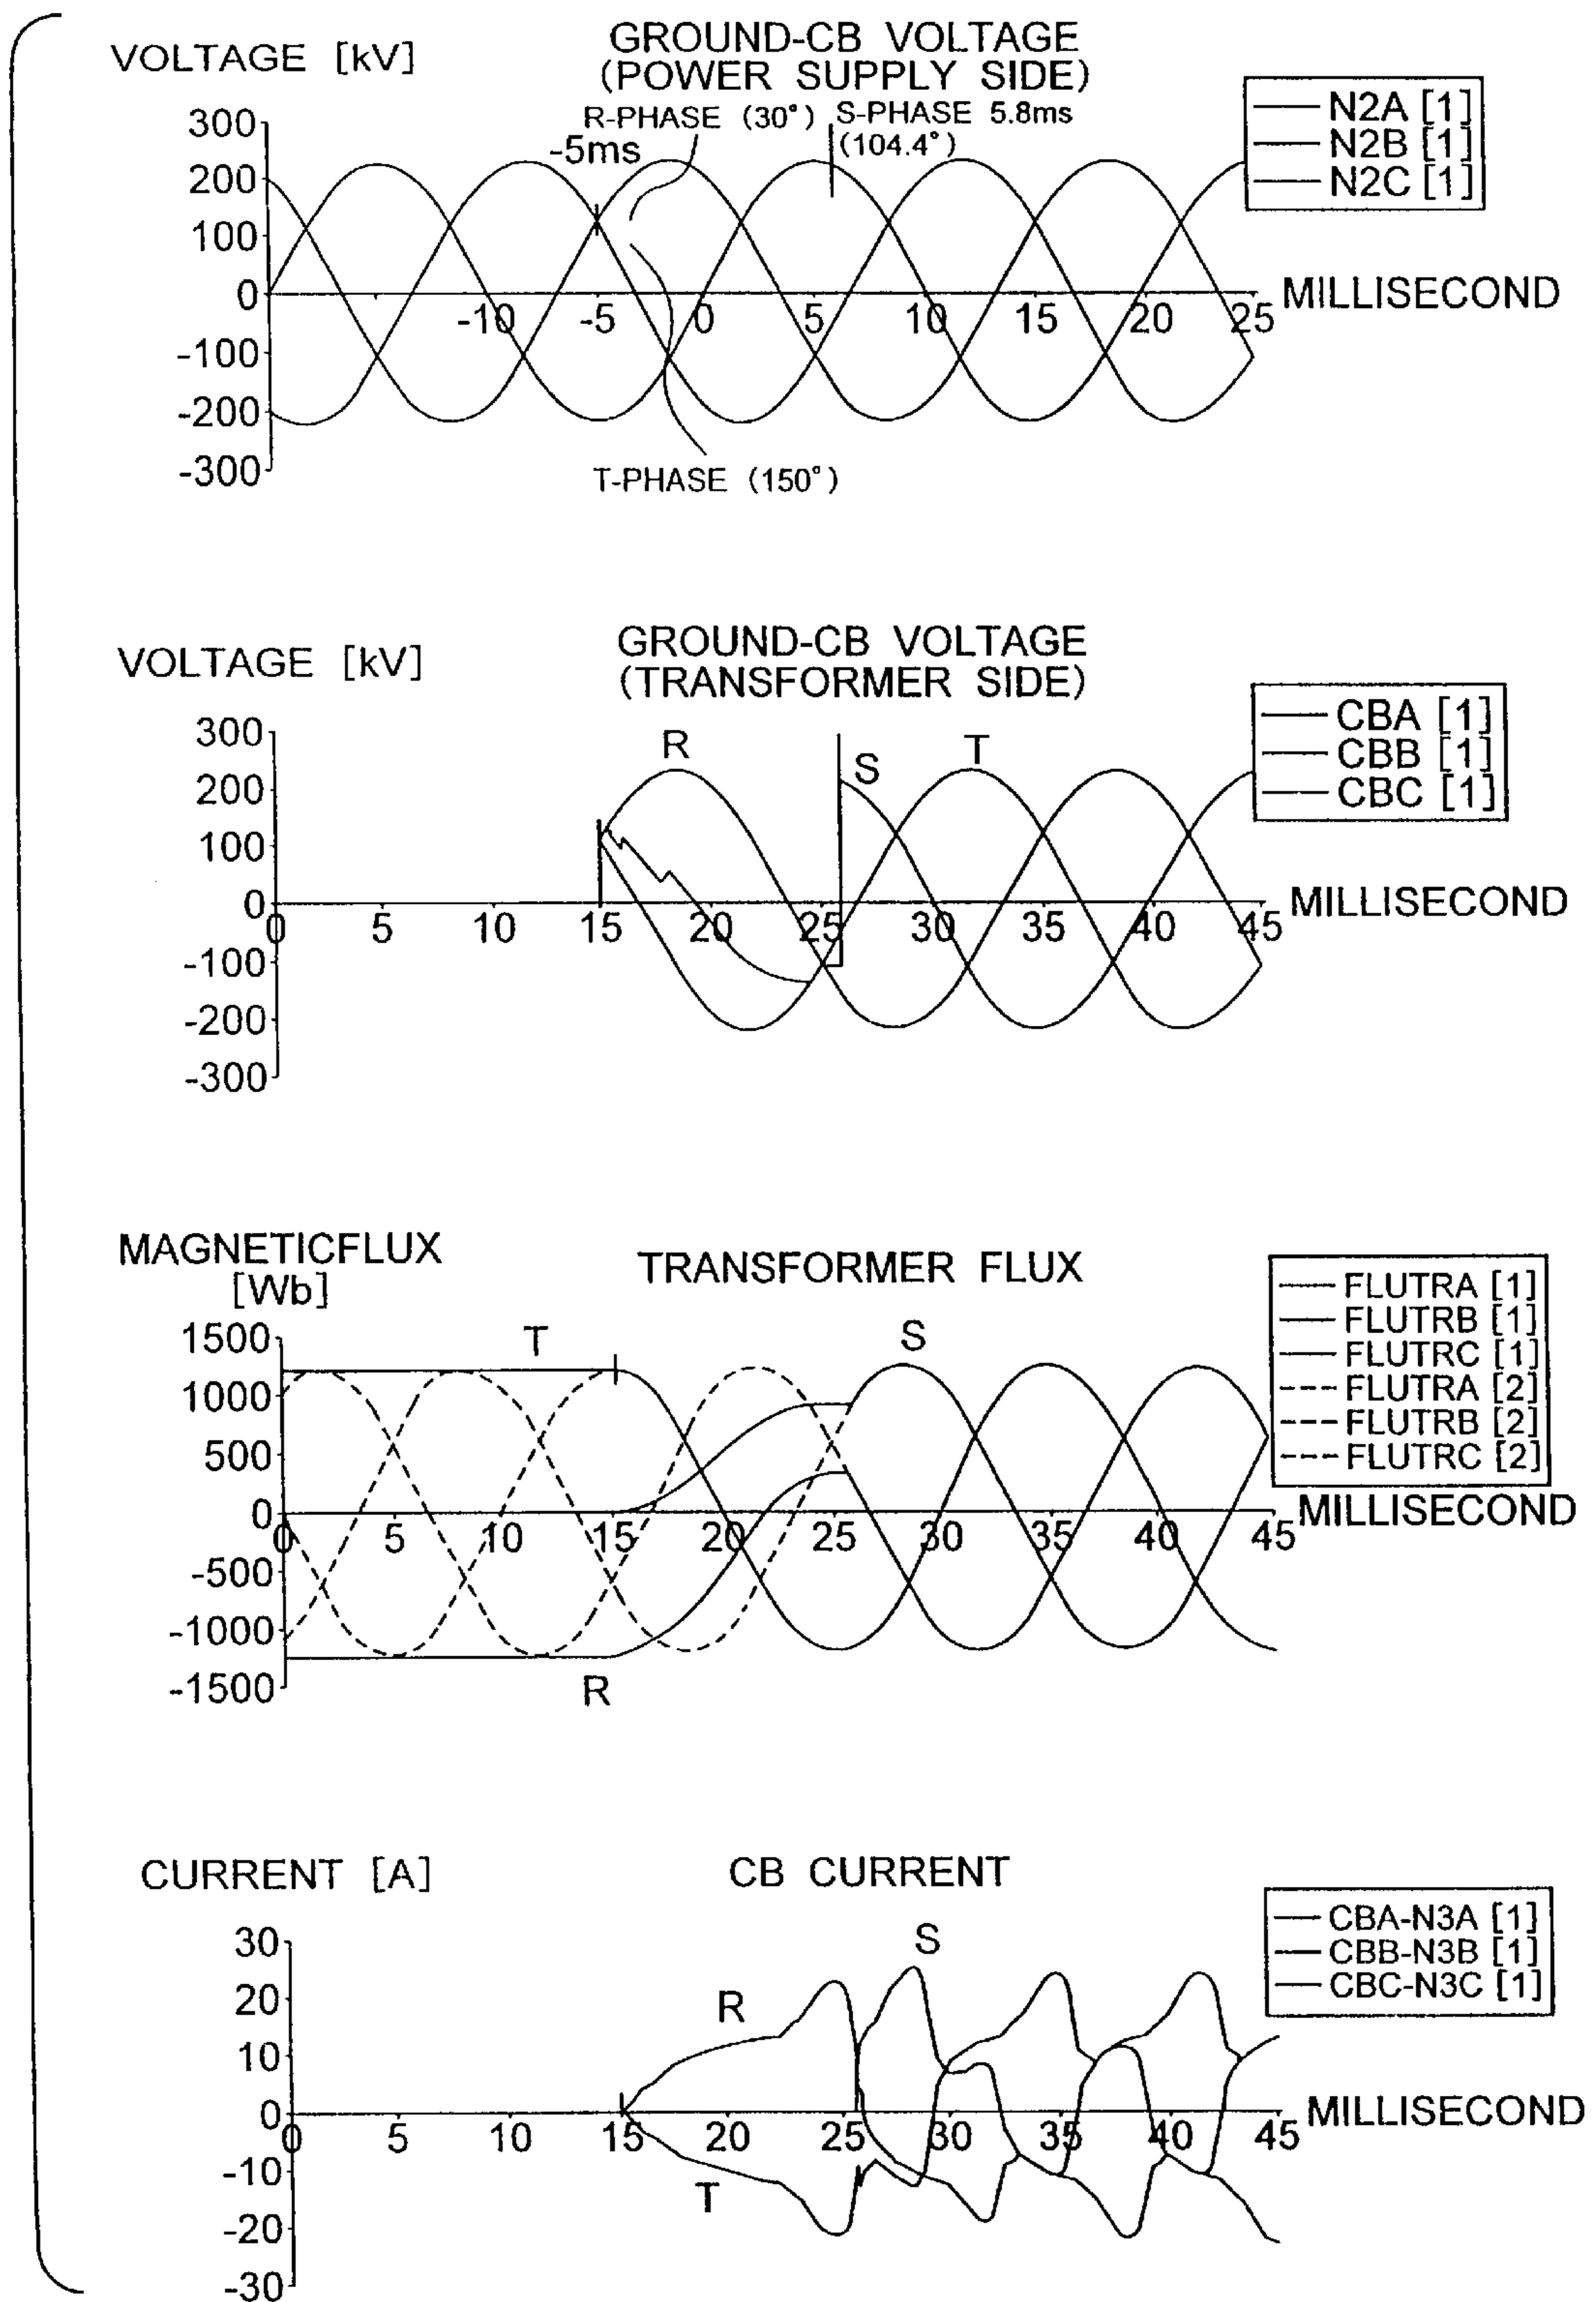 VOLTAGE [kV]
GROUND-CB VOLTAGE
(POWER SUPPLY SIDE)
R-PHASE (30°)
S-PHASE 5.8ms
(104.4°)
-5ms
N2A [1]
N2B [1]
N2C [1]
300
200
100
0
-100
-200
-300
-10 -5 0 5 10 15 20 25
MILLISECOND
T-PHASE (150°)
VOLTAGE [kV]
GROUND-CB VOLTAGE
(TRANSFORMER SIDE)
CBA [1]
CBB [1]
CBC [1]
R
S
T
300
200
100
0
-100
-200
-300
0 5 10 15 20 25 30 35 40 45
MILLISECOND
MAGNETICFLUX
[Wb]
TRANSFORMER FLUX
FLUTRA [1]
FLUTRB [1]
FLUTRC [1]
FLUTRA [2]
FLUTRB [2]
FLUTRC [2]
T
S
1500
1000
500
0
-500
-1000
-1500
0 5 10 15 20 25 30 35 40 45
MILLISECOND
R
CURRENT [A]
CB CURRENT
CBA-N3A [1]
CBB-N3B [1]
CBC-N3C [1]
S
R
30
20
10
0
-10
-20
-30
0 5 10 15 20 25 30 35 40 45
MILLISECOND
T